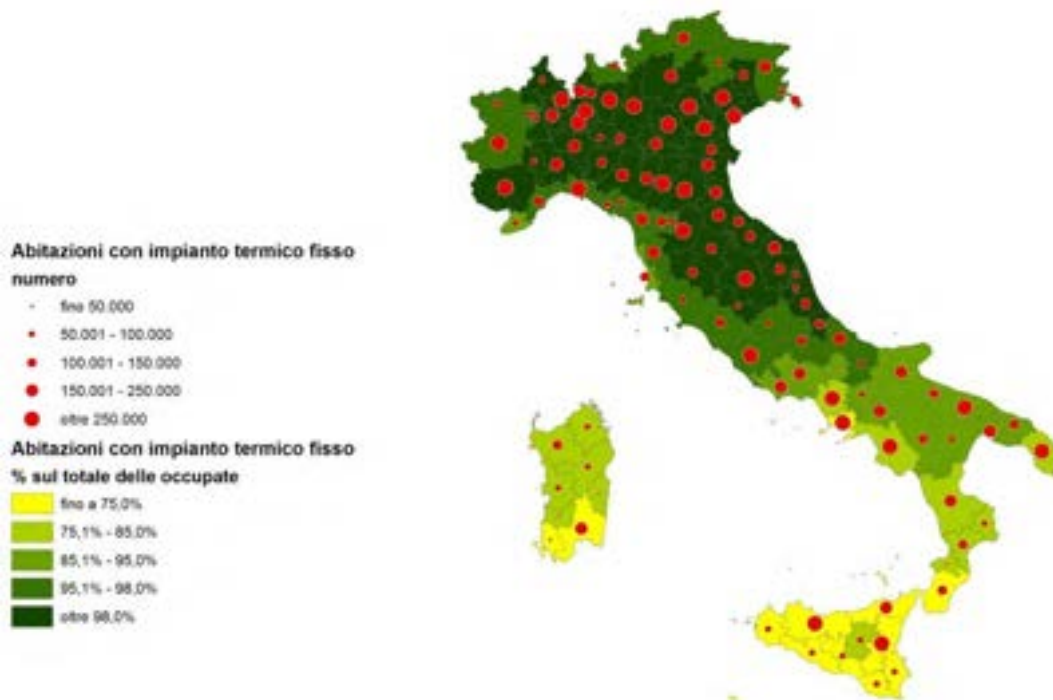 Abitazioni con impianto termico fisso
numero
fino 50.000
50.001 - 100.000
100.001 - 150.000
150.001 - 250.000
oltre 250.000
Abitazioni con impianto termico fisso
% sul totale delle occupate
fino a 75,0%
75,1% - 85,0%
85,1% - 95,0%
95,1% - 98,0%
oltre 98,0%